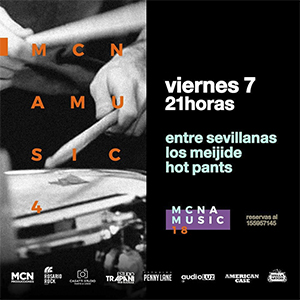 MCN
AMU
SIC
4
viernes 7
21horas
entre sevillanas
los meijide
hot pants
MCNA
MUSIC
18
reservas al
155957145
MCN
ROSARIO
ROCK
TRAPANI
PENNY LANE
audioLUZ
AMERICAN
CASE